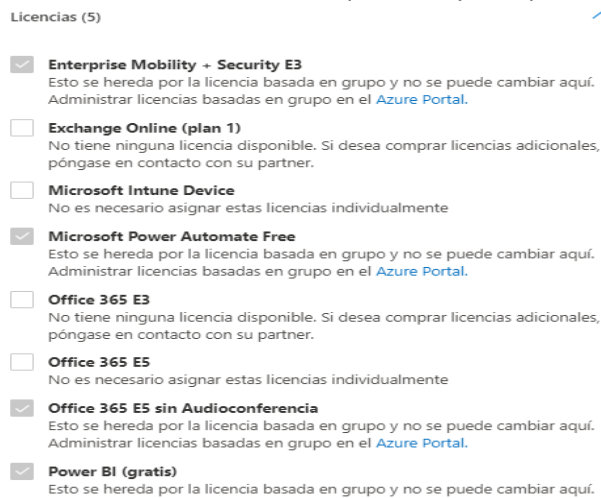 Licencias (5)
Enterprise Mobility + Security E3
Esto se hereda por la licencia basada en grupo y no se puede cambiar aquí.
Administrar licencias basadas en grupo en el Azure Portal.
Exchange Online (plan 1)
No tiene ninguna licencia disponible. Si desea comprar licencias adicionales,
póngase en contacto con su partner.
Microsoft Intune Device
No es necesario asignar estas licencias individualmente
Microsoft Power Automate Free
Esto se hereda por la licencia basada en grupo y no se puede cambiar aquí.
Administrar licencias basadas en grupo en el Azure Portal.
Office 365 E3
No tiene ninguna licencia disponible. Si desea comprar licencias adicionales,
póngase en contacto con su partner.
Office 365 E5
No es necesario asignar estas licencias individualmente
Office 365 E5 sin Audioconferencia
Esto se hereda por la licencia basada en grupo y no se puede cambiar aquí.
Administrar licencias basadas en grupo en el Azure Portal.
Power BI (gratis)
Esto se hereda por la licencia basada en grupo y no se puede cambiar aquí.